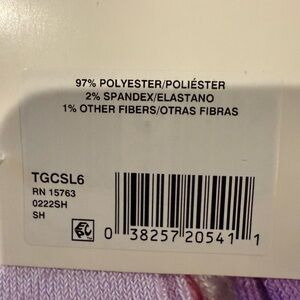 97% POLYESTER/POLIÉSTER
2% SPANDEX/ELASTANO
1% OTHER FIBERS/OTRAS FIBRAS
TGCSL6
RN 15763
0222SH
SH
0 38257 20541 1